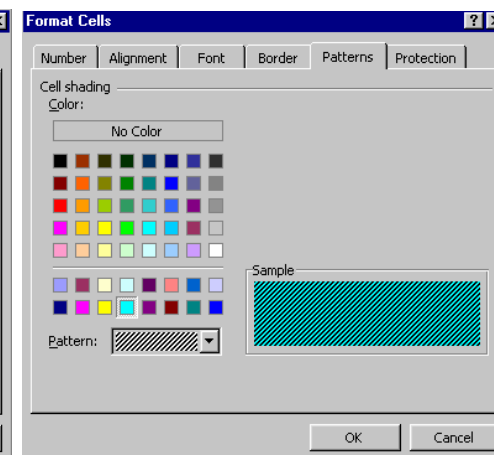 Format Cells
Number Alignment Font Border Patterns Protection
Cell shading
Color:
No Color
Sample
Pattern:
OK Cancel